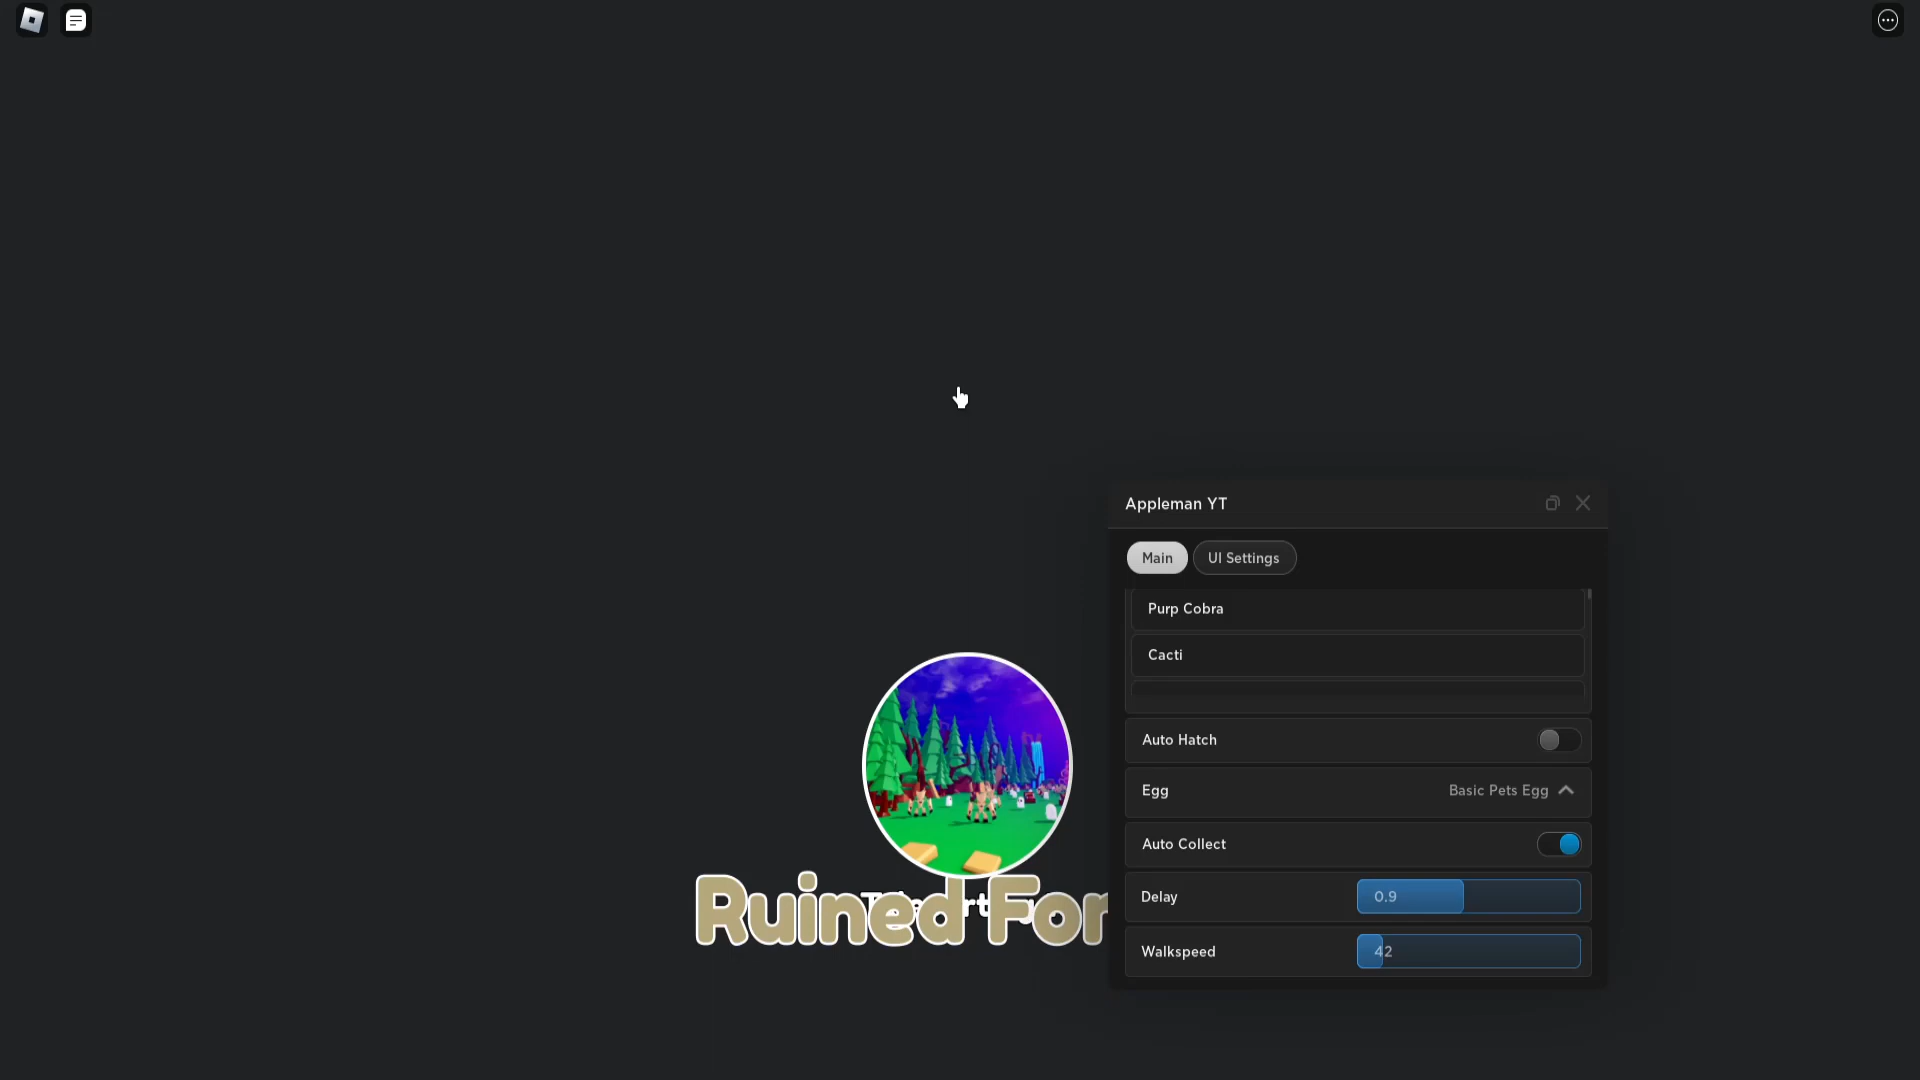 Appleman YT
Main
UI Settings
Purp Cobra
Cacti
Auto Hatch
Egg
Basic Pets Egg
Auto Collect
Delay
0.9
Walkspeed
42
Ruined